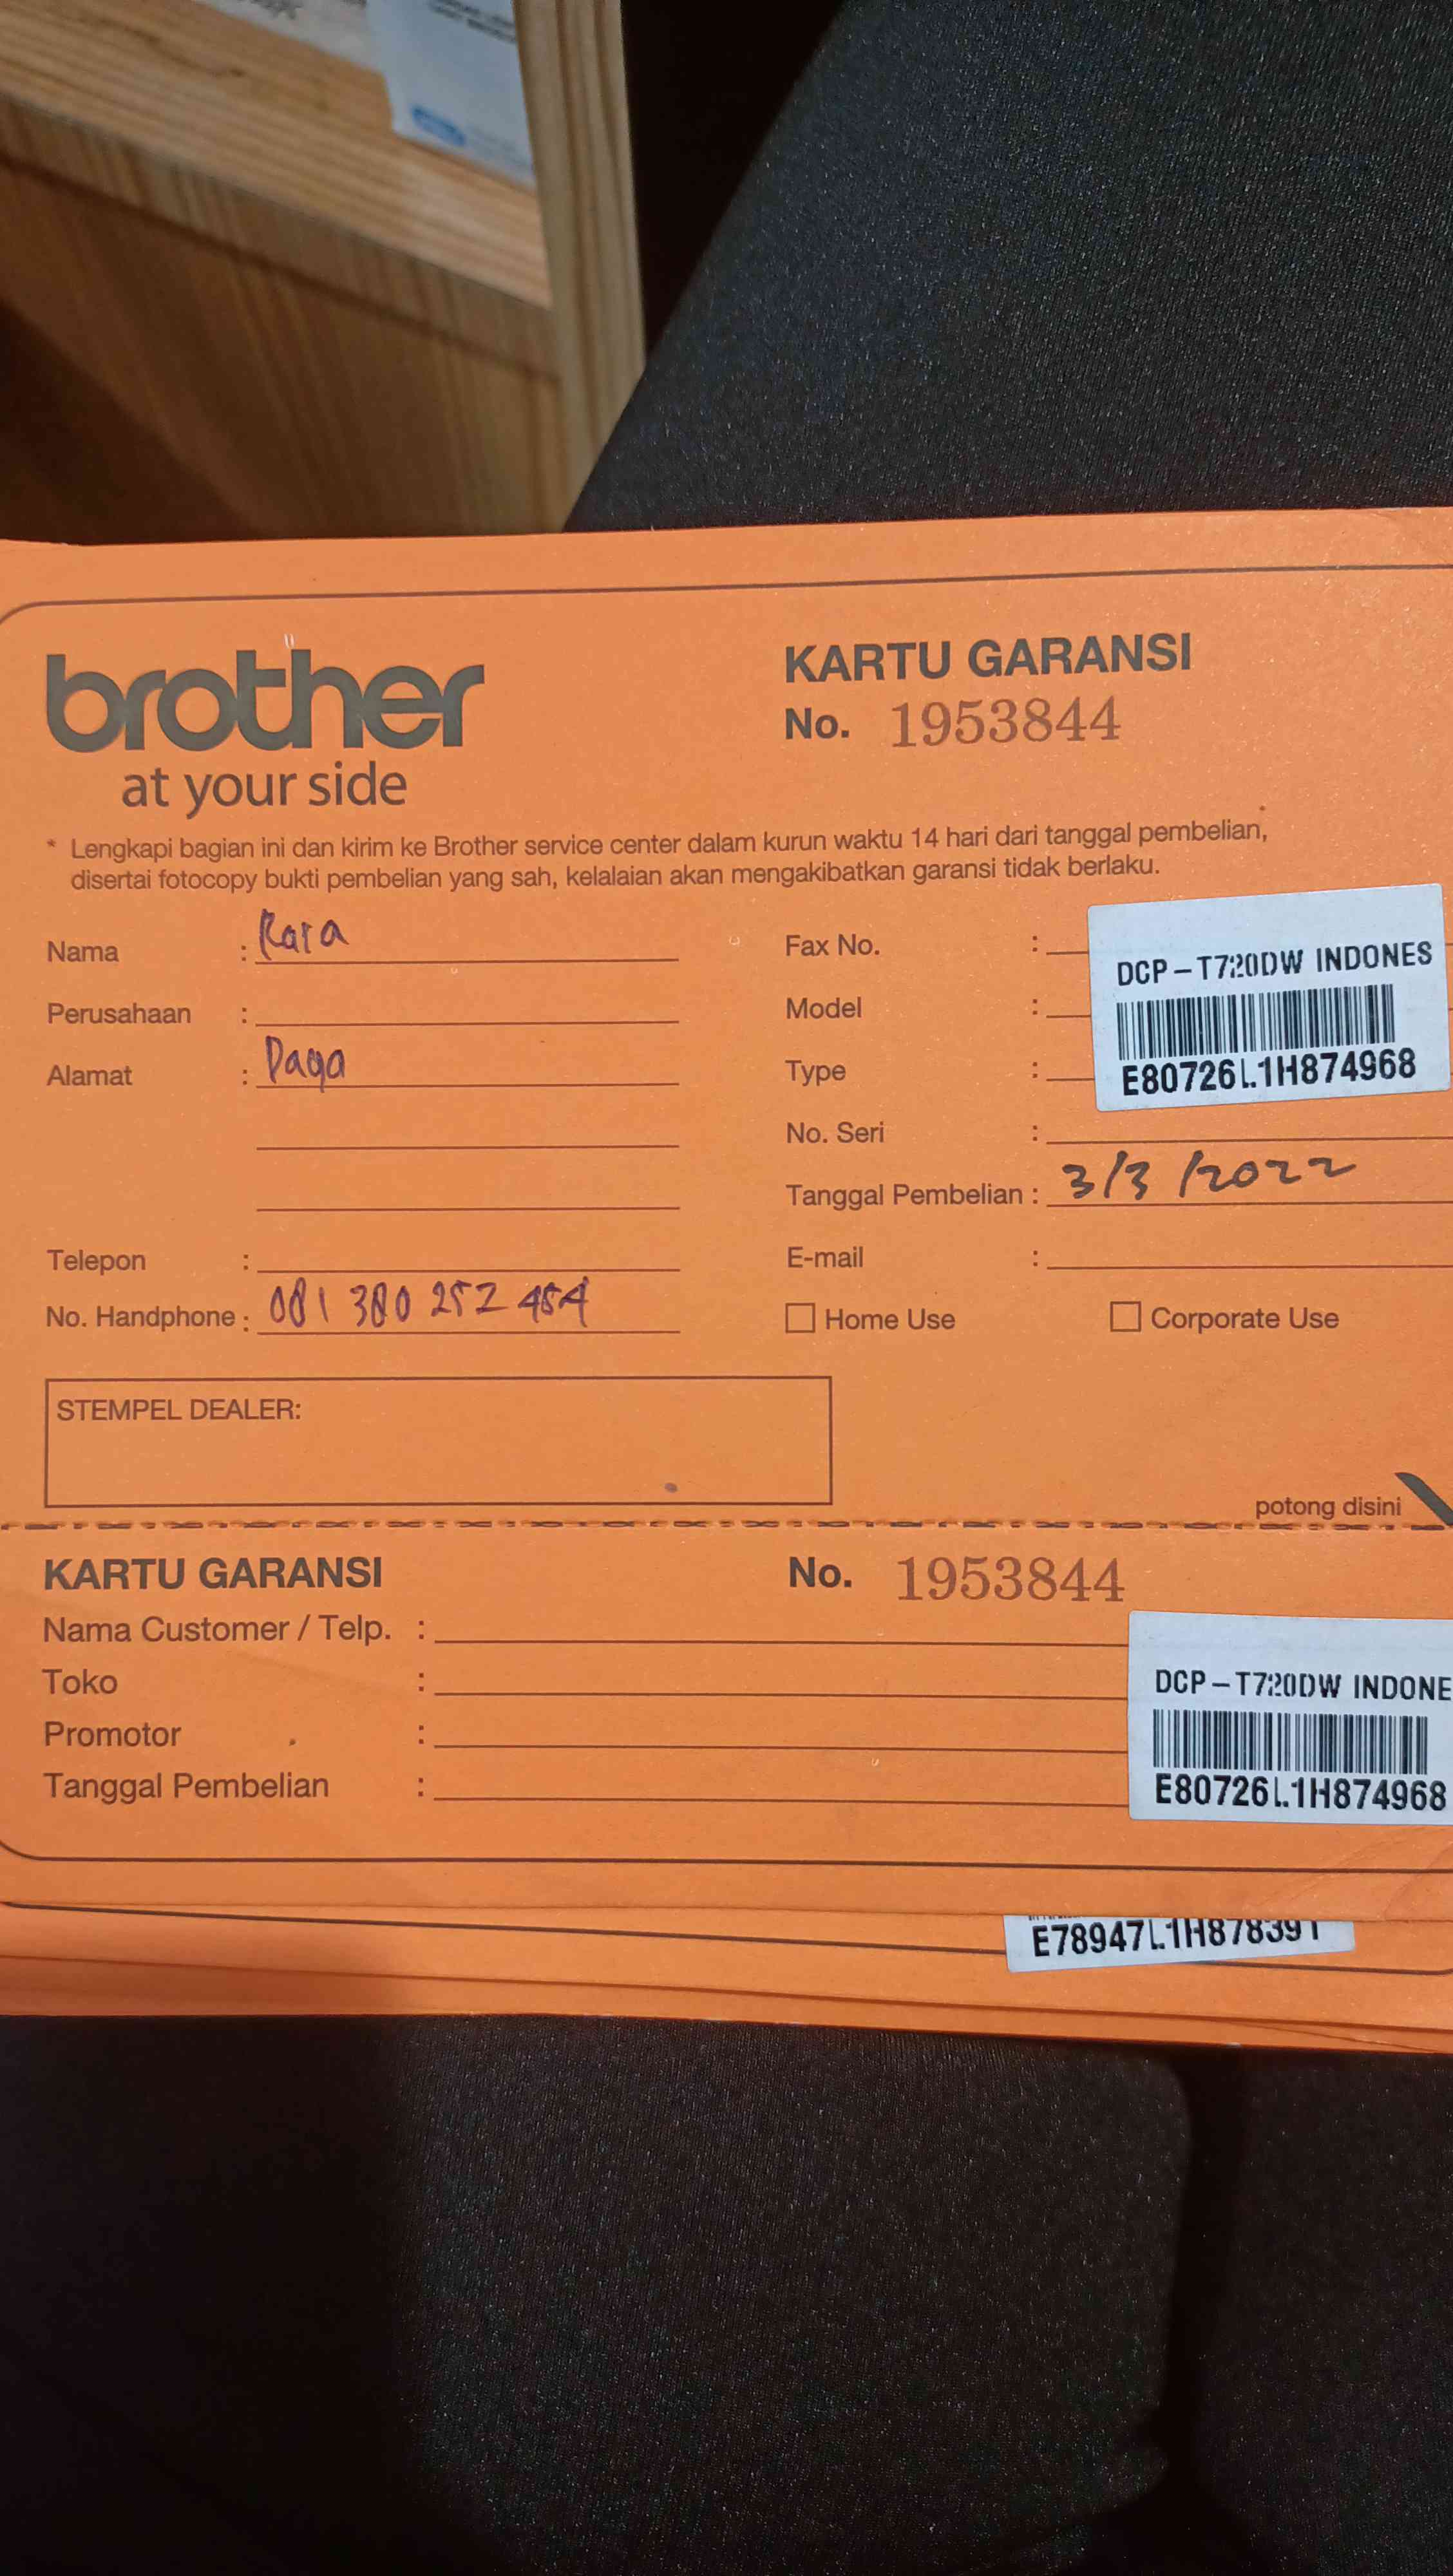 brother
at your side
KARTU GARANSI
No. 1953844
* Lengkapi bagian ini dan kirim ke Brother service center dalam kurun waktu 14 hari dari tanggal pembelian,
disertai fotocopy bukti pembelian yang sah, kelalaian akan mengakibatkan garansi tidak berlaku.
Nama : Rara
Perusahaan :
Alamat : Daga
Telepon :
No. Handphone : 081 380 252 454
Fax No. :
Model :
Type :
No. Seri :
DCP-T720DW INDONES
E80726L1H874968
Tanggal Pembelian : 3/3/2022
E-mail :
Home Use Corporate Use
STEMPEL DEALER:
potong disini
KARTU GARANSI No. 1953844
Nama Customer / Telp. :
Toko :
Promotor :
Tanggal Pembelian :
DCP-T720DW INDONE
E80726L1H874968
E78947L1H878391